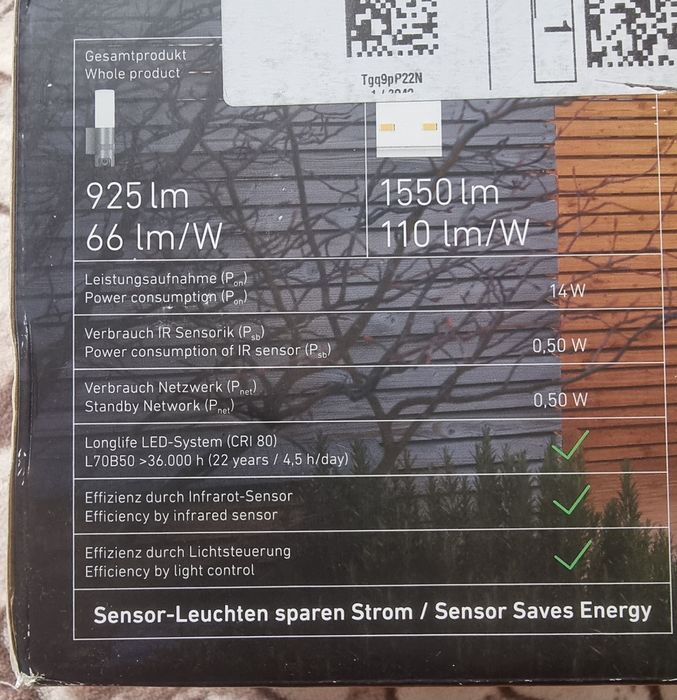 Tgq9pP22N
Gesamtprodukt
Whole product
925 lm
66 lm/W
1550 lm
110 lm/W
Leistungsaufnahme (Pon)
Power consumption (Pon)
14W
Verbrauch IR Sensorik (Psb)
Power consumption of IR sensor (Psb)
0,50 W
Verbrauch Netzwerk (Pnet)
Standby Network (Pnet)
0,50 W
Longlife LED-System (CRI 80)
L70B50 >36.000 h (22 years / 4,5 h/day)
Effizienz durch Infrarot-Sensor
Efficiency by infrared sensor
Effizienz durch Lichtsteuerung
Efficiency by light control
Sensor-Leuchten sparen Strom / Sensor Saves Energy